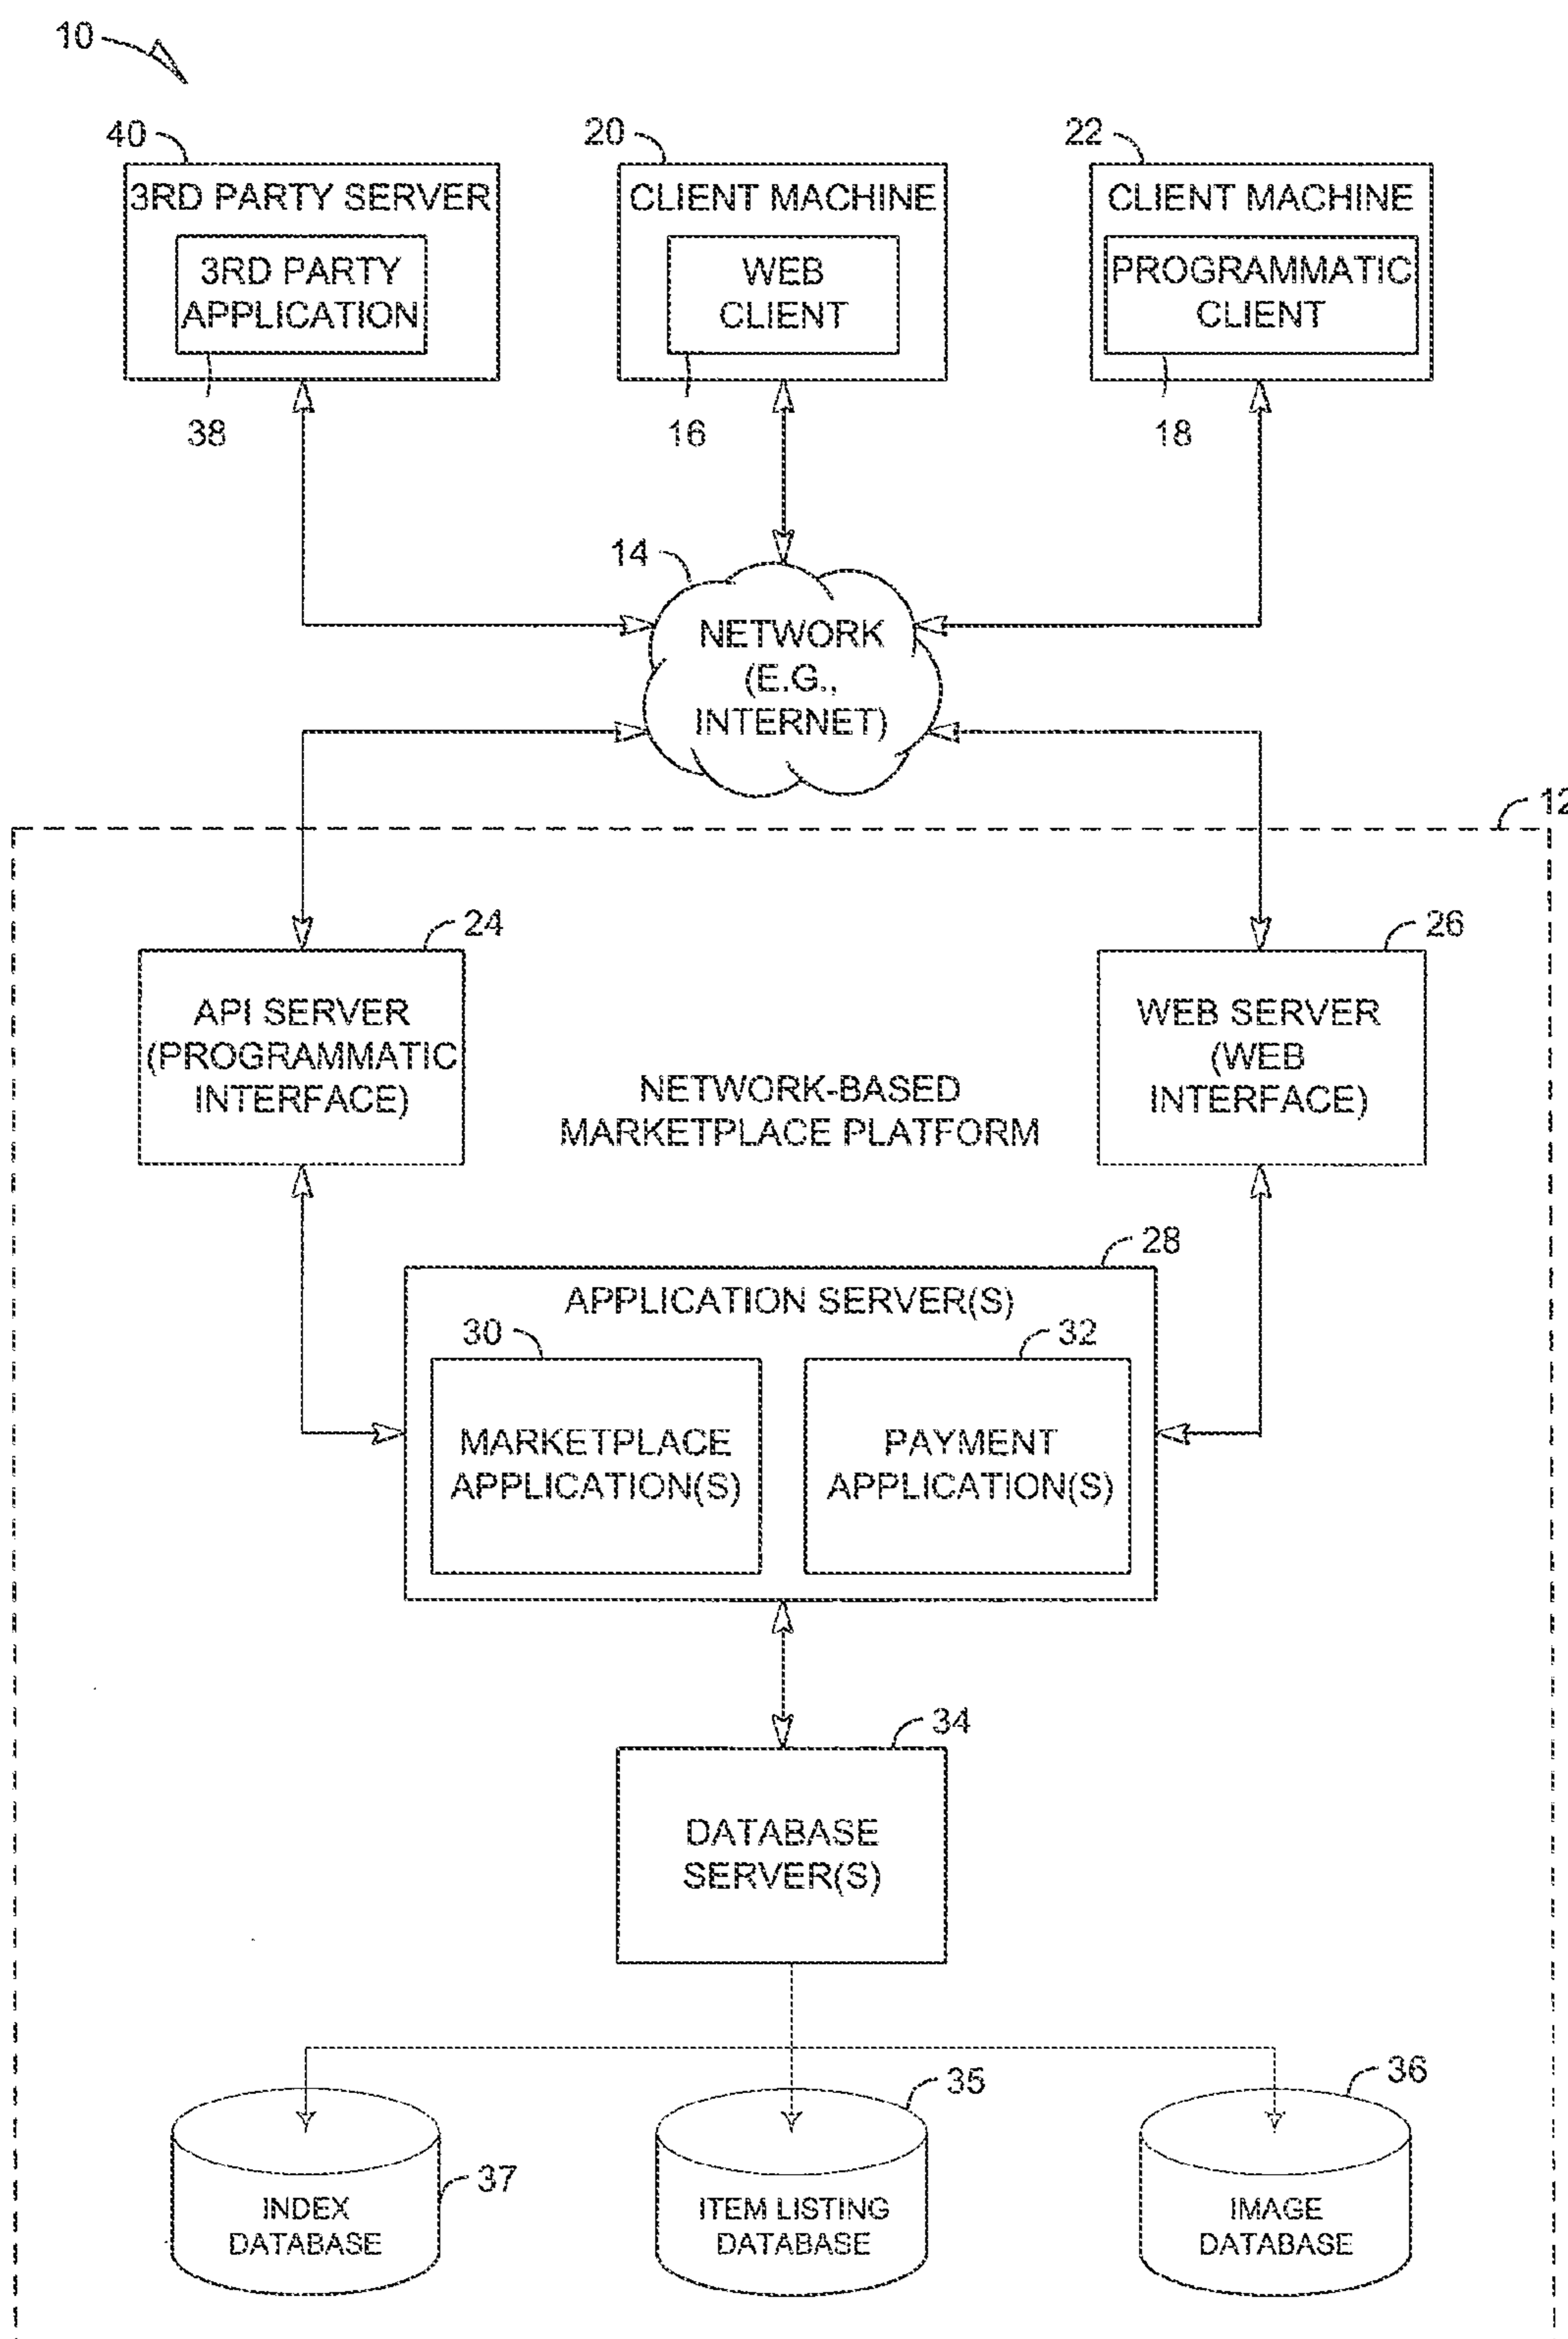 10
40
20
22
3RD PARTY SERVER
3RD PARTY
APPLICATION
38
CLIENT MACHINE
WEB
CLIENT
16
CLIENT MACHINE
PROGRAMMATIC
CLIENT
18
14
NETWORK
(E.G.,
INTERNET)
12
24
API SERVER
(PROGRAMMATIC
INTERFACE)
NETWORK-BASED
MARKETPLACE PLATFORM
26
WEB SERVER
(WEB
INTERFACE)
28
APPLICATION SERVER(S)
30
MARKETPLACE
APPLICATION(S)
32
PAYMENT
APPLICATION(S)
34
DATABASE
SERVER(S)
37
INDEX
DATABASE
35
ITEM LISTING
DATABASE
36
IMAGE
DATABASE